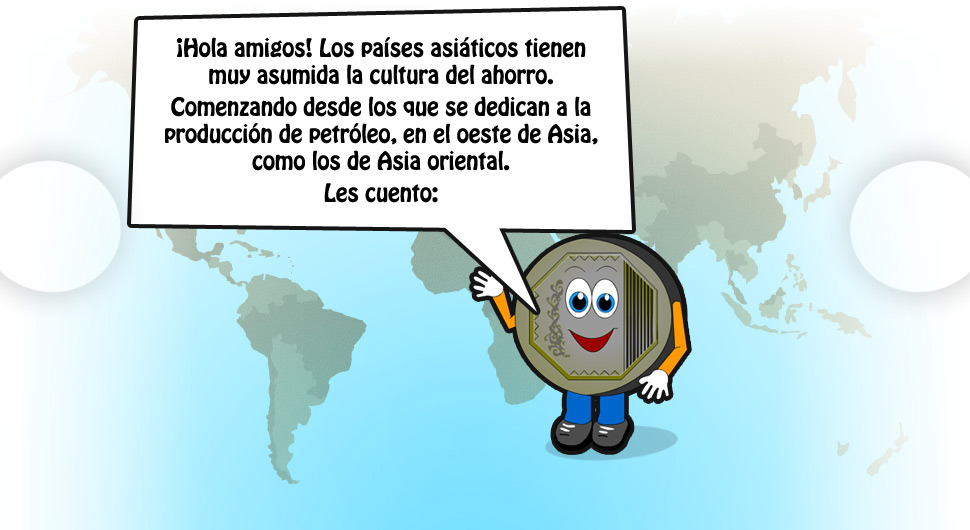 ¡Hola amigos! Los países asiáticos tienen
muy asumida la cultura del ahorro.
Comenzando desde los que se dedican a la
producción de petróleo, en el oeste de Asia,
como los de Asia oriental.
Les cuento: